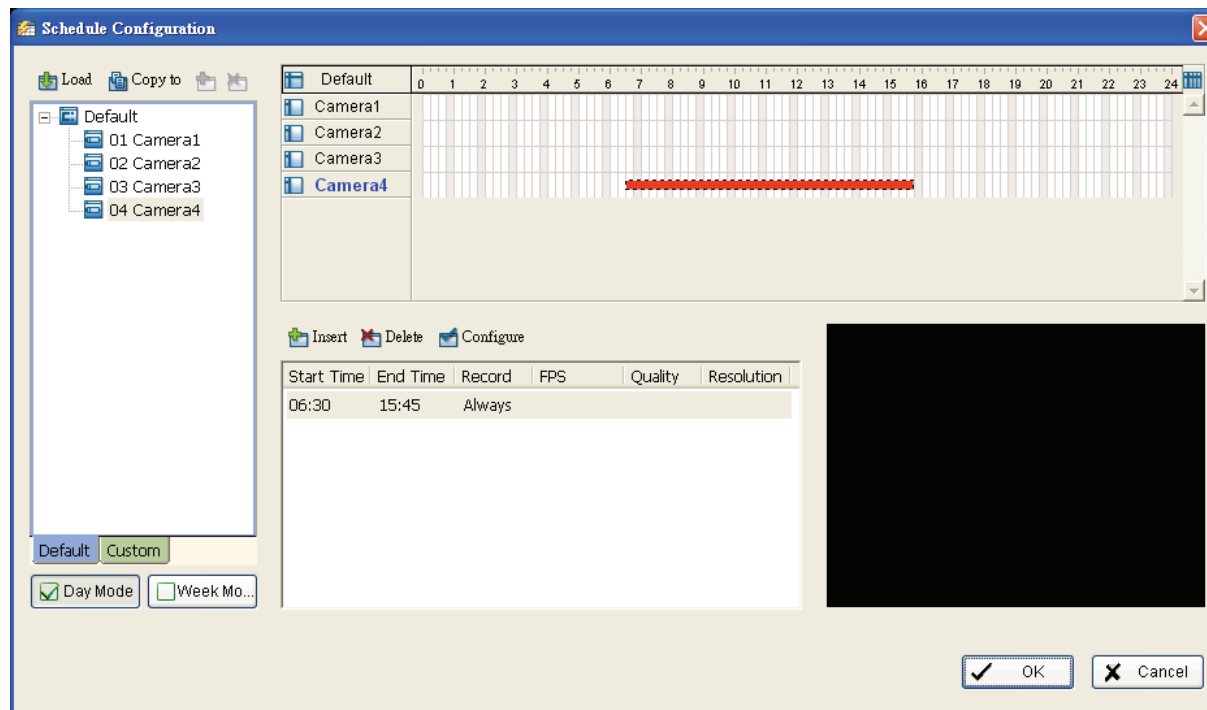 Schedule Configuration
Load Copy to
Default
01 Camera1
02 Camera2
03 Camera3
04 Camera4
Default Custom
Day Mode Week Mo...
Default 0 1 2 3 4 5 6 7 8 9 10 11 12 13 14 15 16 17 18 19 20 21 22 23 24
Camera1
Camera2
Camera3
Camera4
Insert Delete Configure
Start Time End Time Record FPS Quality Resolution
06:30 15:45 Always
OK Cancel